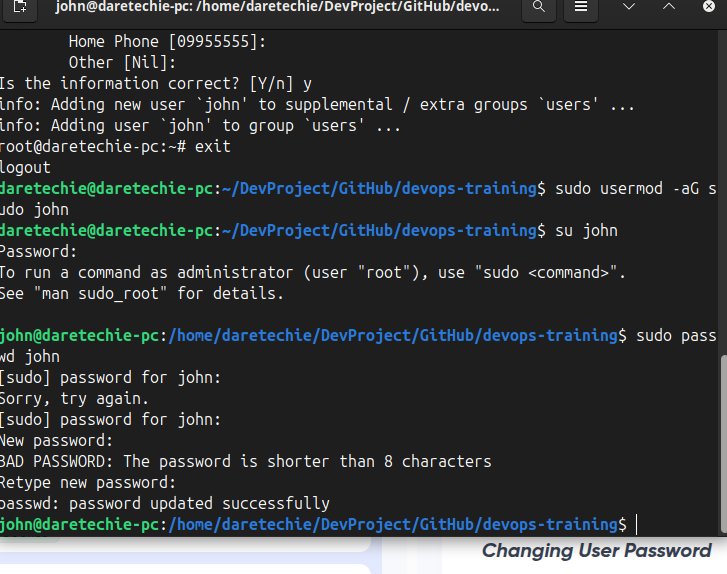 john@daretechie-pc: /home/daretechie/DevProject/GitHub/devo...
Home Phone [09955555]:
Other [Nil]:
Is the information correct? [Y/n] y
info: Adding new user `john' to supplemental / extra groups `users' ...
info: Adding user `john' to group `users' ...
root@daretechie-pc:~# exit
logout
daretechie@daretechie-pc:~/DevProject/GitHub/devops-training$ sudo usermod -aG s
udo john
daretechie@daretechie-pc:~/DevProject/GitHub/devops-training$ su john
Password:
To run a command as administrator (user "root"), use "sudo <command>".
See "man sudo_root" for details.
john@daretechie-pc:/home/daretechie/DevProject/GitHub/devops-training$ sudo pass
wd john
[sudo] password for john:
Sorry, try again.
[sudo] password for john:
New password:
BAD PASSWORD: The password is shorter than 8 characters
Retype new password:
passwd: password updated successfully
john@daretechie-pc:/home/daretechie/DevProject/GitHub/devops-training$
Changing User Password